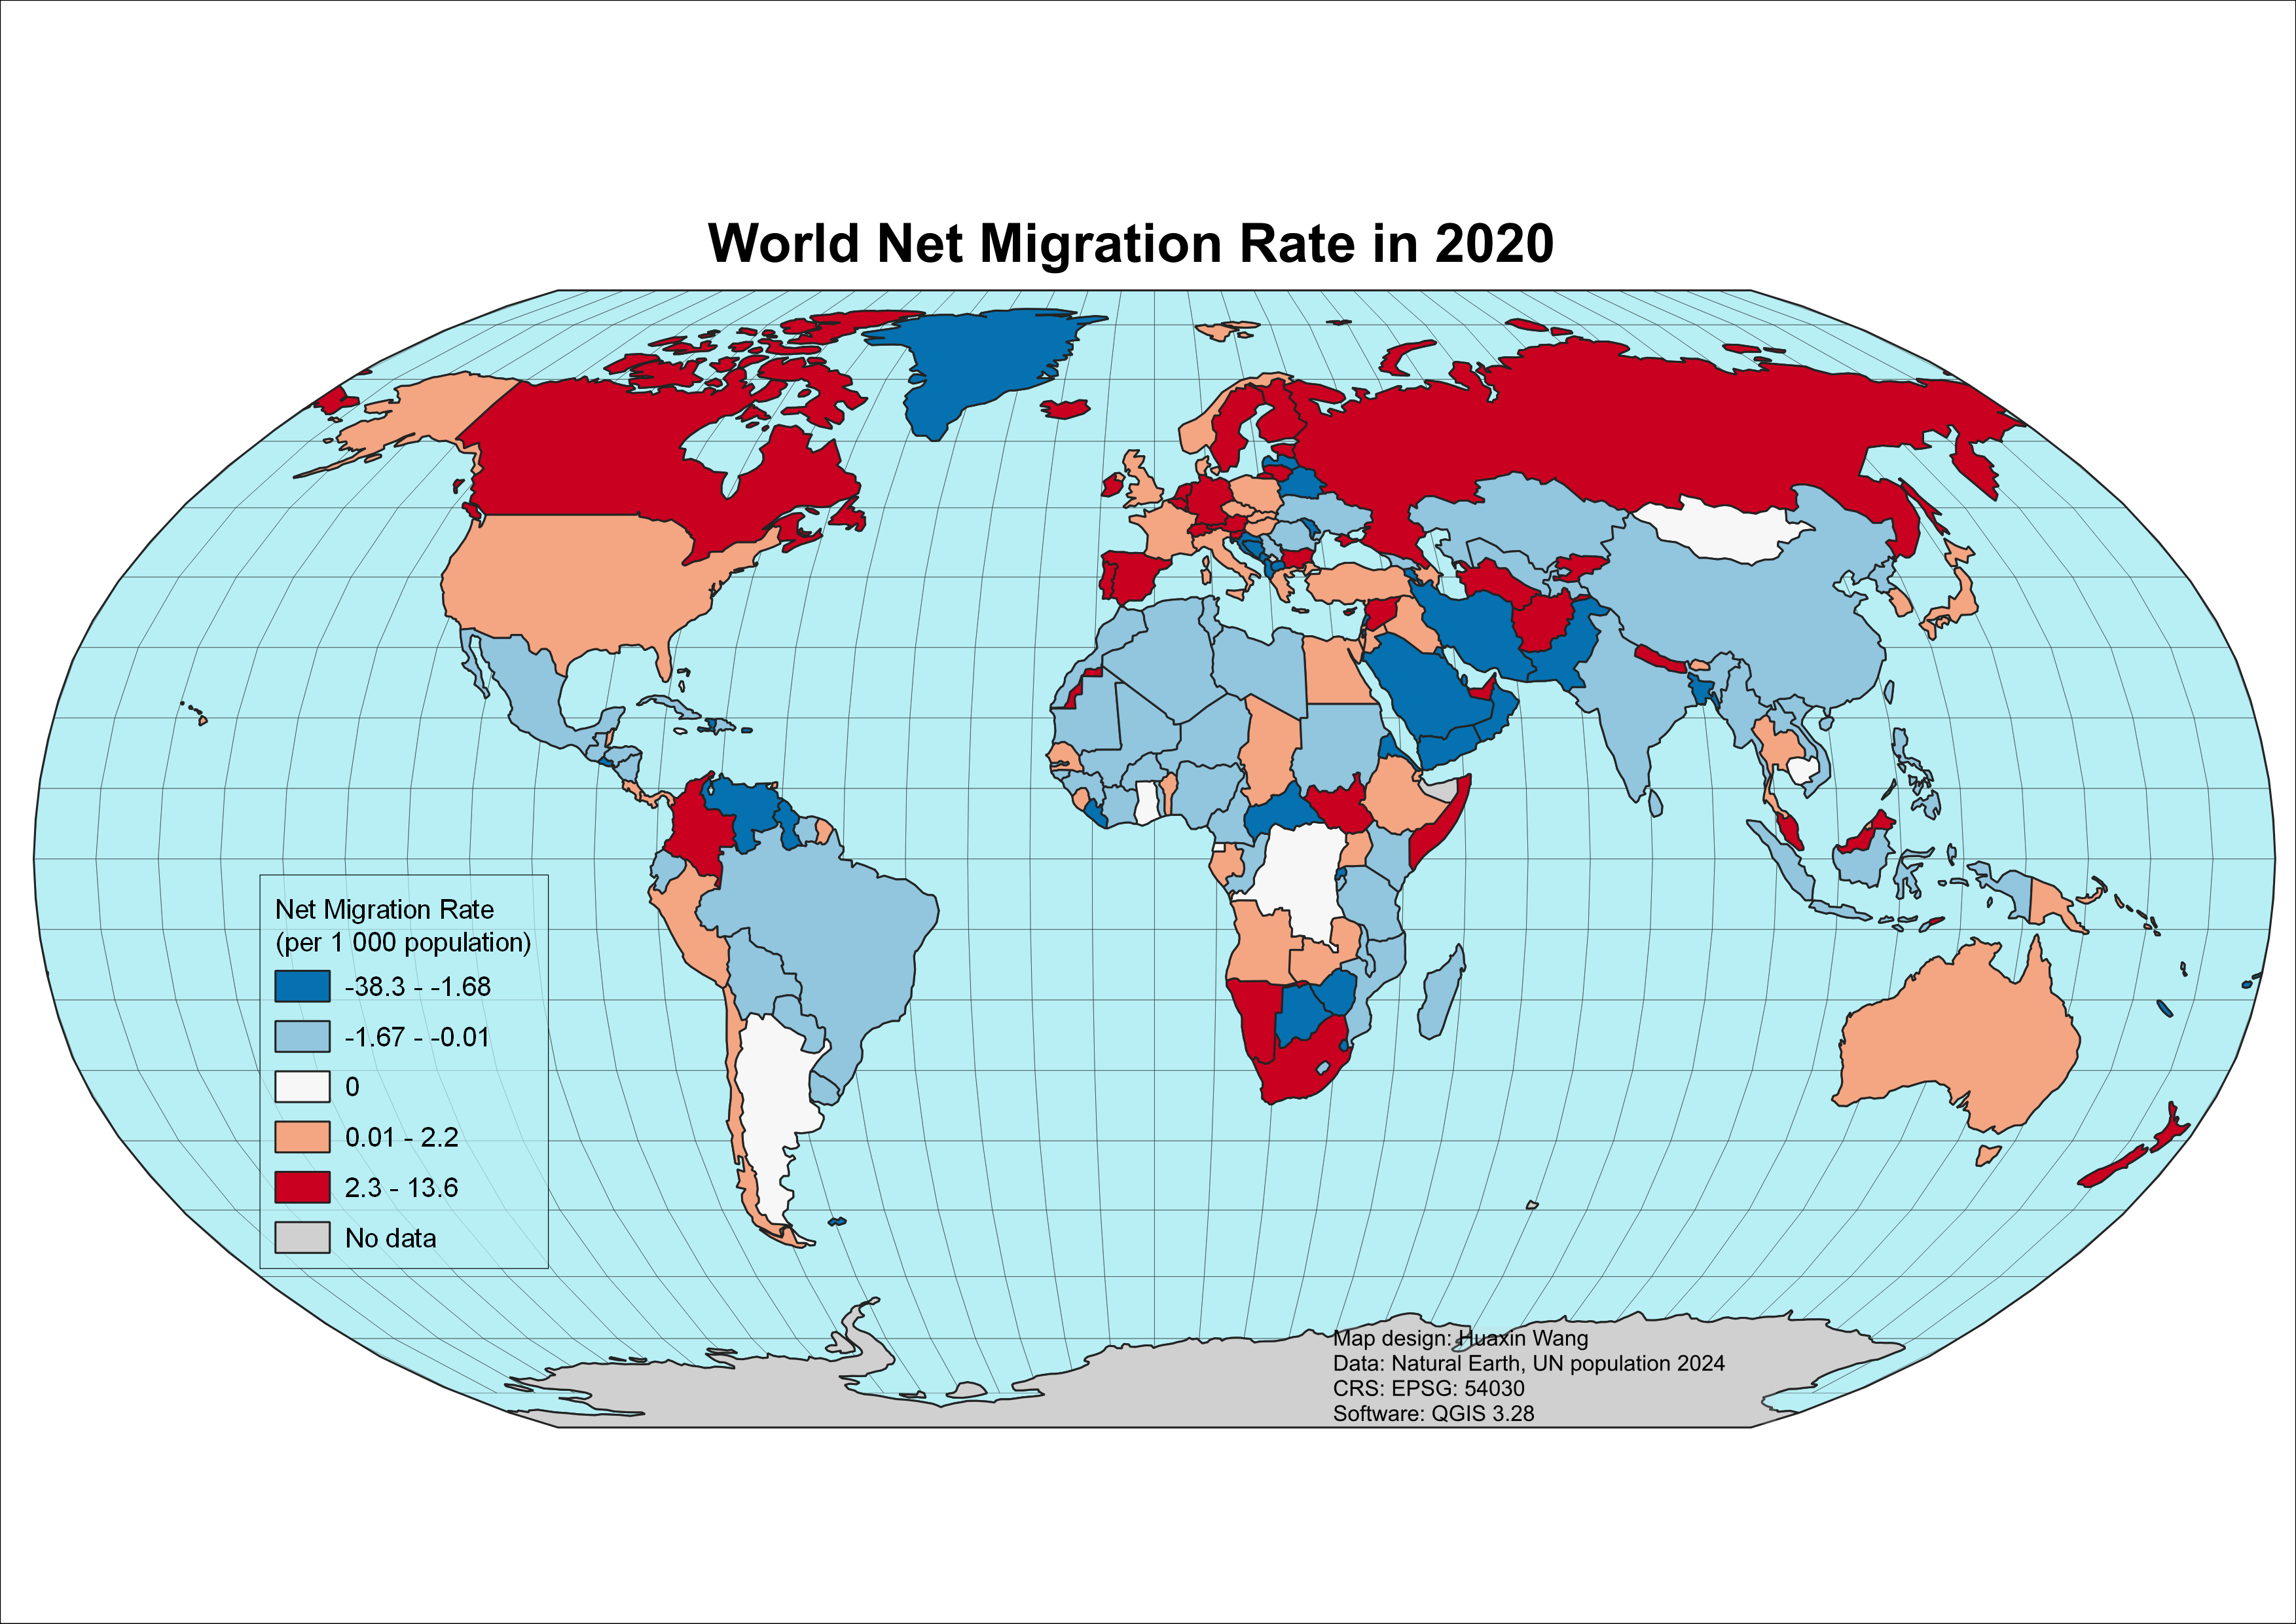 World Net Migration Rate in 2020
Net Migration Rate
(per 1 000 population)
-38.3 - -1.68
-1.67 - -0.01
0
0.01 - 2.2
2.3 - 13.6
No data
Map design: Huaxin Wang
Data: Natural Earth, UN population 2024
CRS: EPSG: 54030
Software: QGIS 3.28